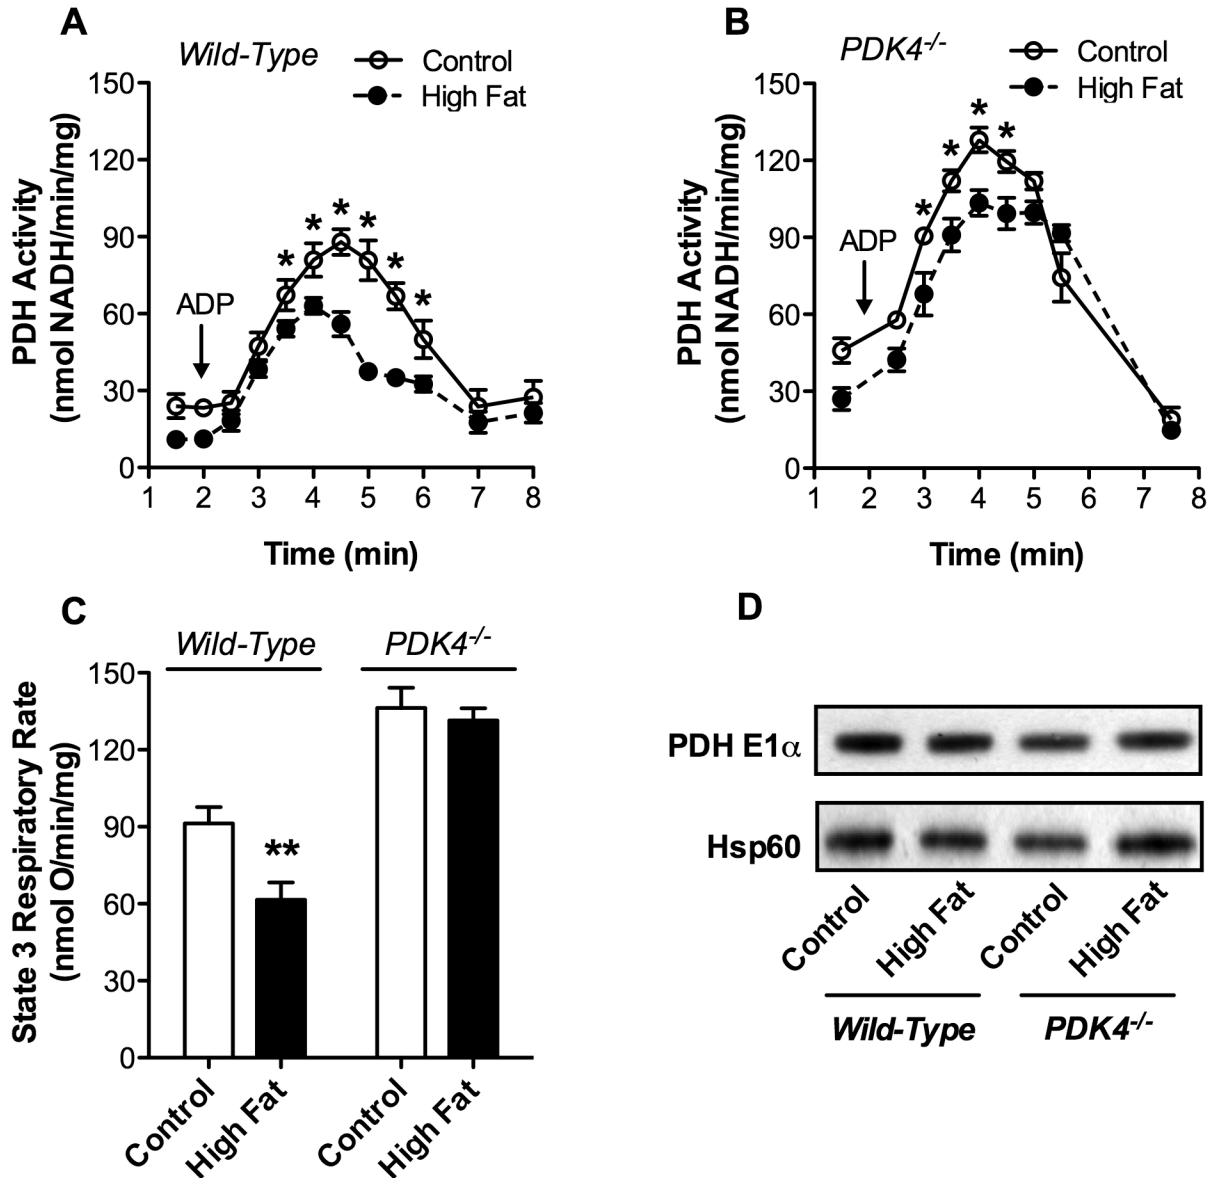 A
Wild-Type
Control
High Fat
PDH Activity
(nmol NADH/min/mg)
150
120
90
60
30
0
ADP
* * * * * *
1 2 3 4 5 6 7 8
Time (min)
B
PDK4-/-
Control
High Fat
PDH Activity
(nmol NADH/min/mg)
150
120
90
60
30
0
ADP
* * * *
1 2 3 4 5 6 7 8
Time (min)
C
Wild-Type PDK4-/-
State 3 Respiratory Rate
(nmol O/min/mg)
150
120
90
60
30
0
**
Control High Fat Control High Fat
D
PDH E1α
Hsp60
Control High Fat Control High Fat
Wild-Type PDK4-/-